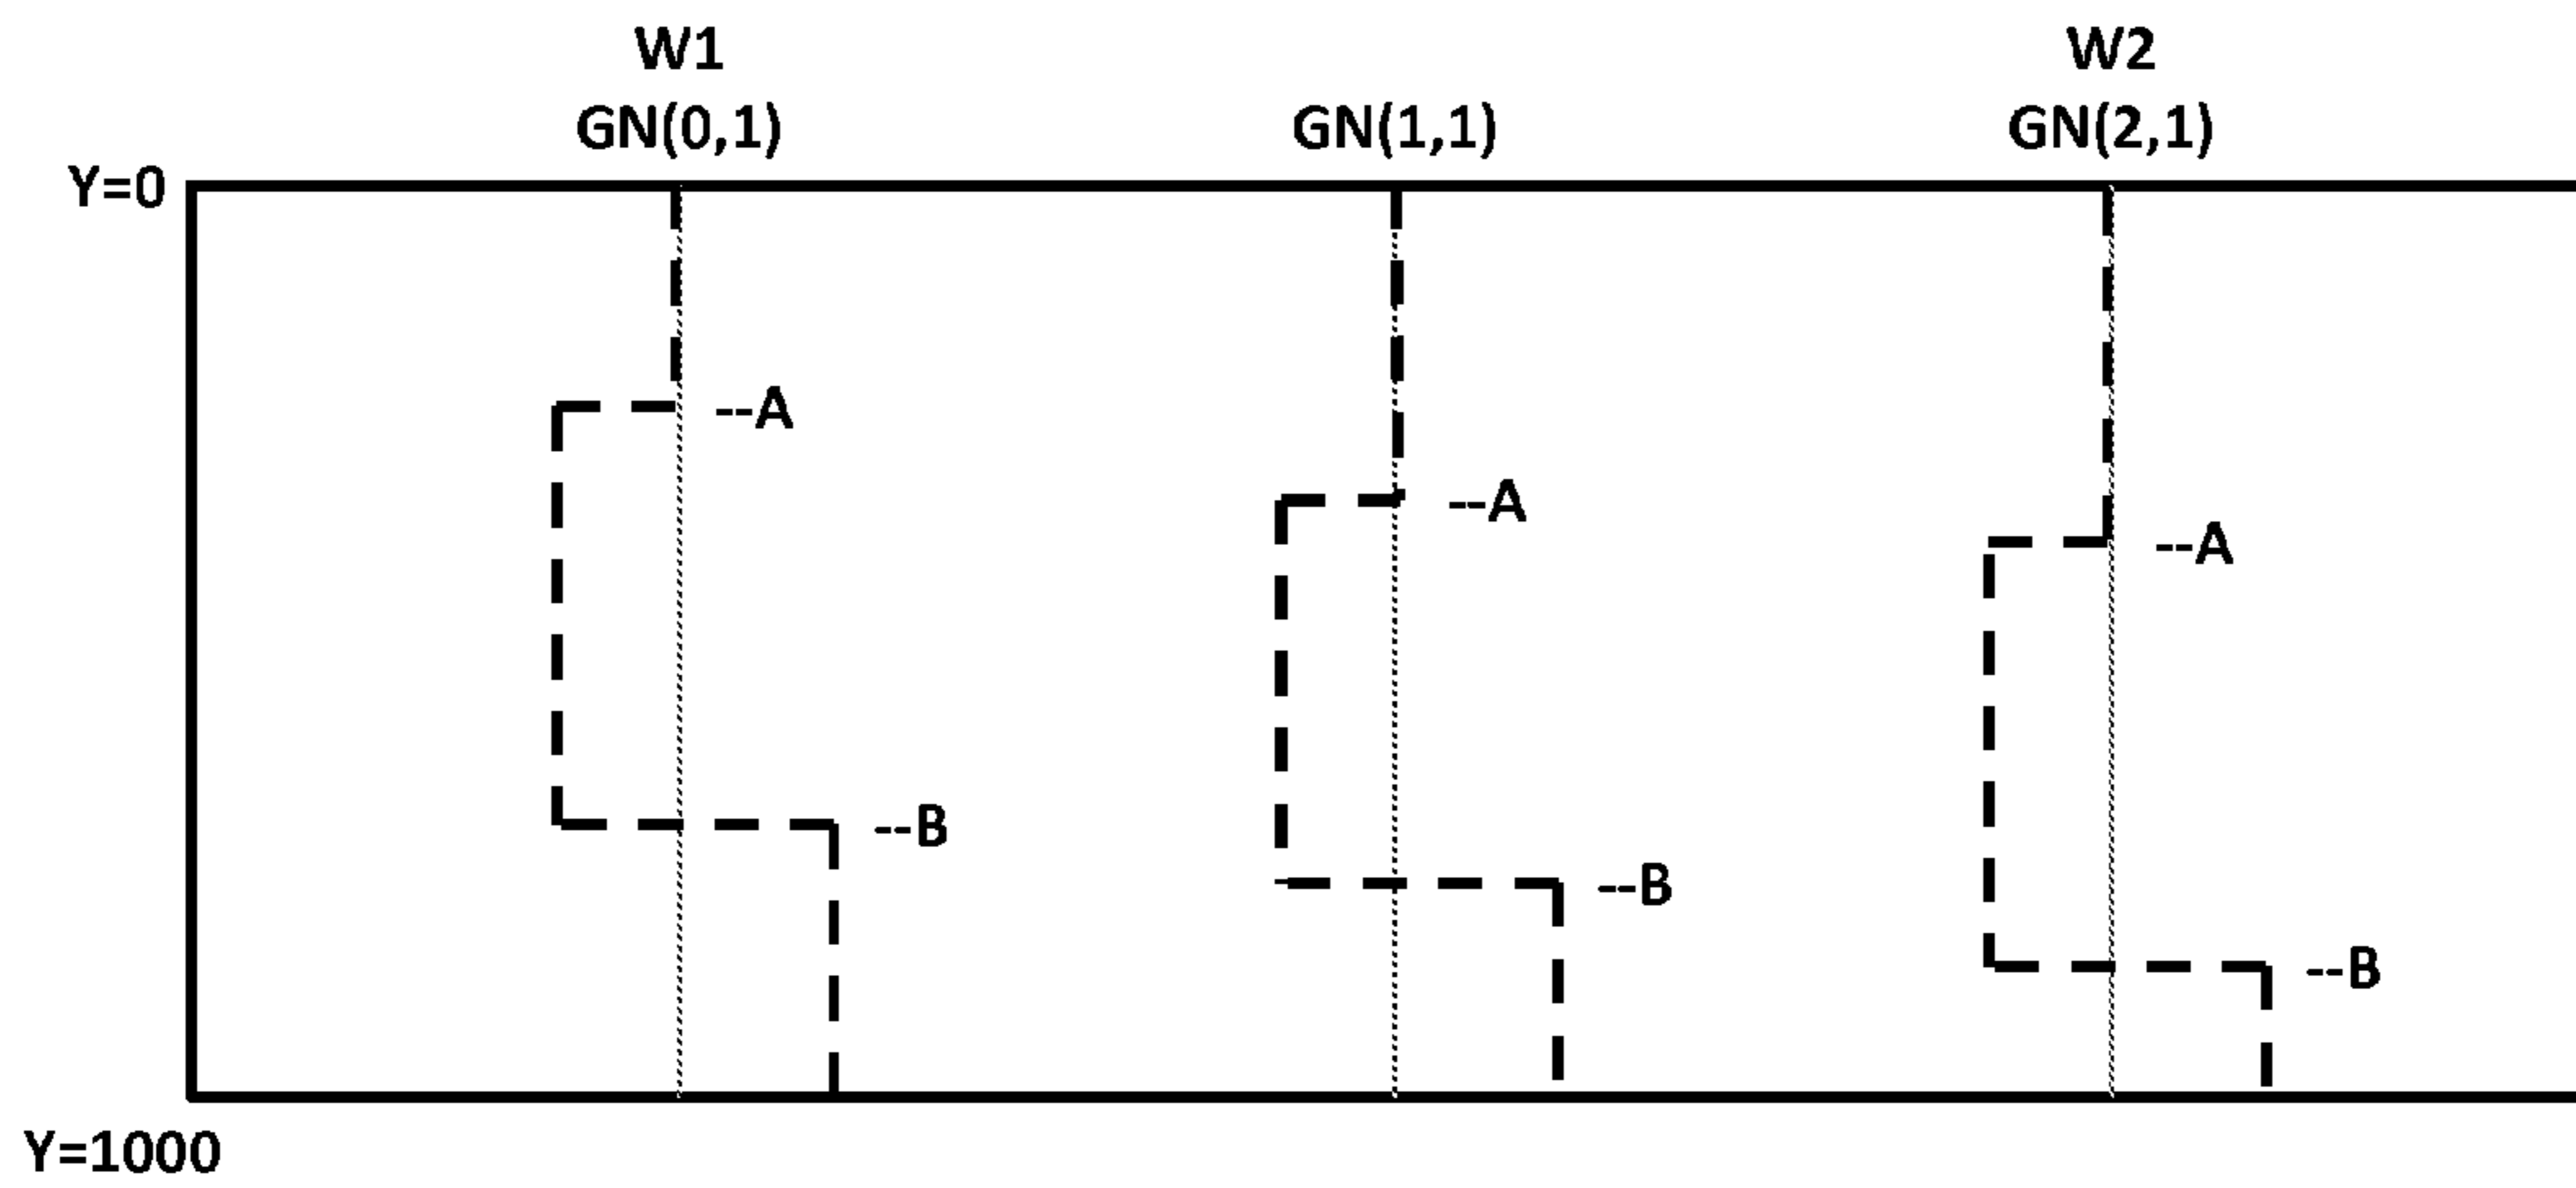 W1
GN(0,1)
GN(1,1)
W2
GN(2,1)
Y=0
--A
--A
--A
--B
--B
--B
Y=1000